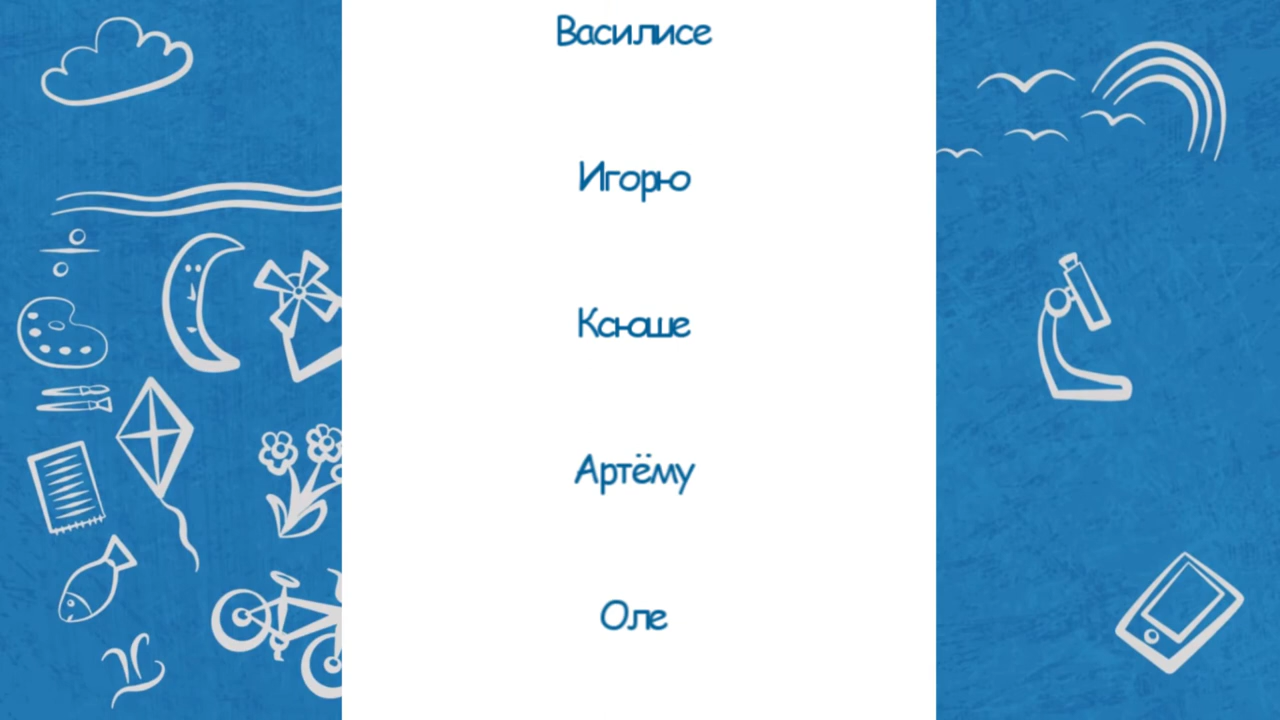 Василисе
Игорю
Ксюше
Артёму
Оле